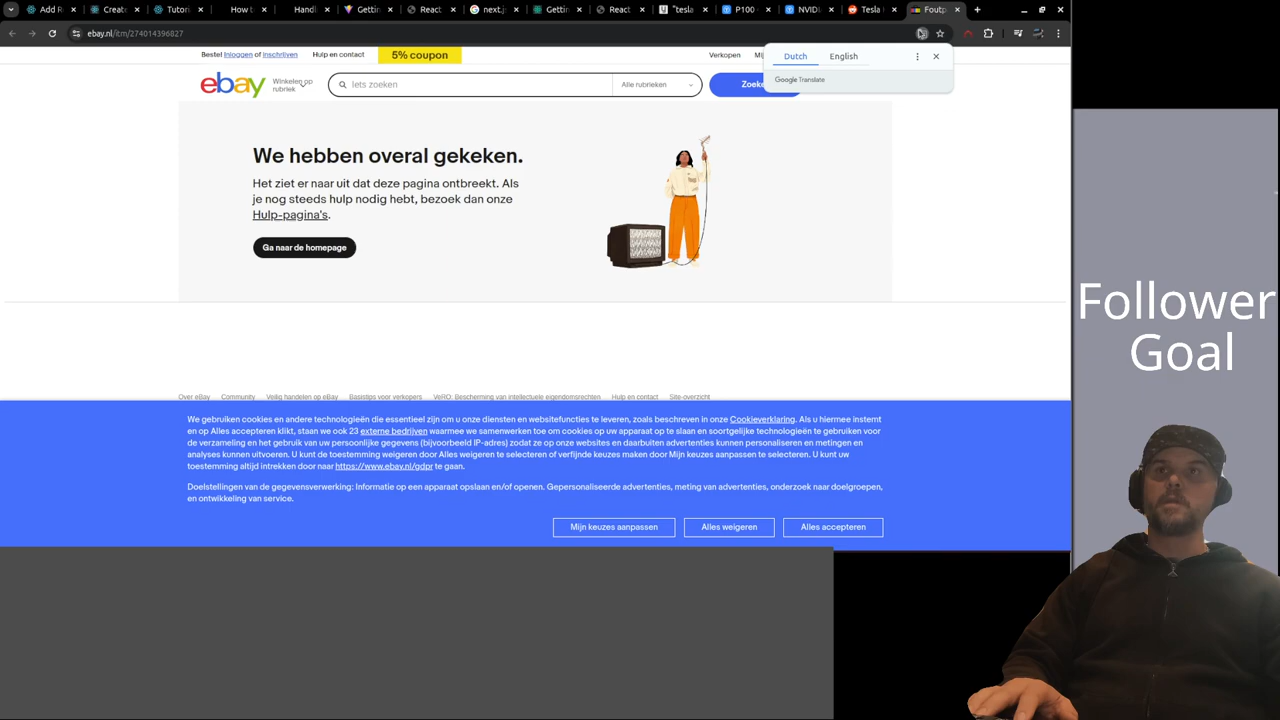 Add R
Create
Tutori
How t
Handl
Gettin
React
next.js
Gettin
React
"tesla
P100
NVIDI
Tesla
Foutp
ebay.nl/itm/274014396827
Dutch
English
Google Translate
Bestel Inloggen of inschrijven
Hulp en contact
5% coupon
Verkopen
ebay
Winkelen op
rubriek
Iets zoeken
Alle rubrieken
Zoeke
We hebben overal gekeken.
Het ziet er naar uit dat deze pagina ontbreekt. Als
je nog steeds hulp nodig hebt, bezoek dan onze
Hulp-pagina's.
Ga naar de homepage
Follower
Goal
Over eBay
Community
Veilig handelen op eBay
Basistips voor verkopers
VeRO, Bescherming van intellectuele eigendomsrechten
Hulp en contact
Site-overzicht
We gebruiken cookies en andere technologieën die essentieel zijn om u onze diensten en websitefuncties te leveren, zoals beschreven in onze Cookieverklaring. Als u hiermee instemt
en op Alles accepteren klikt, staan we ook 23 externe bedrijven waarmee we samenwerken toe om cookies op uw apparaat op te slaan en soortgelijke technologieën te gebruiken voor
de verzameling en het gebruik van uw persoonlijke gegevens (bijvoorbeeld IP-adres) zodat ze op onze websites en daarbuiten advertenties kunnen personaliseren en metingen en
analyses kunnen uitvoeren. U kunt de toestemming weigeren door Alles weigeren te selecteren of verfijnde keuzes maken door Mijn keuzes aanpassen te selecteren. U kunt uw
toestemming altijd intrekken door naar https://www.ebay.nl/gdpr te gaan.
Doelstellingen van de gegevensverwerking: Informatie op een apparaat opslaan en/of openen. Gepersonaliseerde advertenties, meting van advertenties, onderzoek naar doelgroepen,
en ontwikkeling van service.
Mijn keuzes aanpassen
Alles weigeren
Alles accepteren